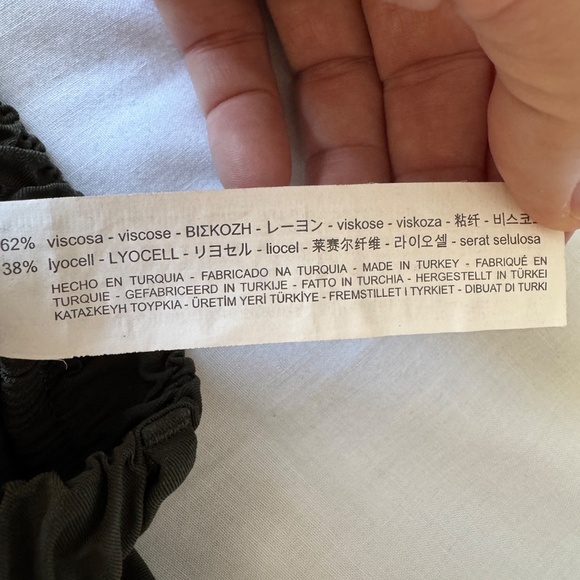 62% viscosa - viscose - ΒΙΣΚΟΖΗ - レーヨン - viskose - viskoza - 粘纤 - 비스코
38% lyocell - LYOCELL - リヨセル - liocel - 莱赛尔纤维 - 라이오셀 - serat selulosa
HECHO EN TURQUIA - FABRICADO NA TURQUIA - MADE IN TURKEY - FABRIQUÉ EN
TURQUIE - GEFABRICEERD IN TURKIJE - FATTO IN TURCHIA - HERGESTELLT IN TÜRKEI
ΚΑΤΑΣΚΕΥΗ ΤΟΥΡΚΙΑ - ÜRETİM YERİ TÜRKİYE - FREMSTILLET I TYRKIET - DIBUAT DI TURKI